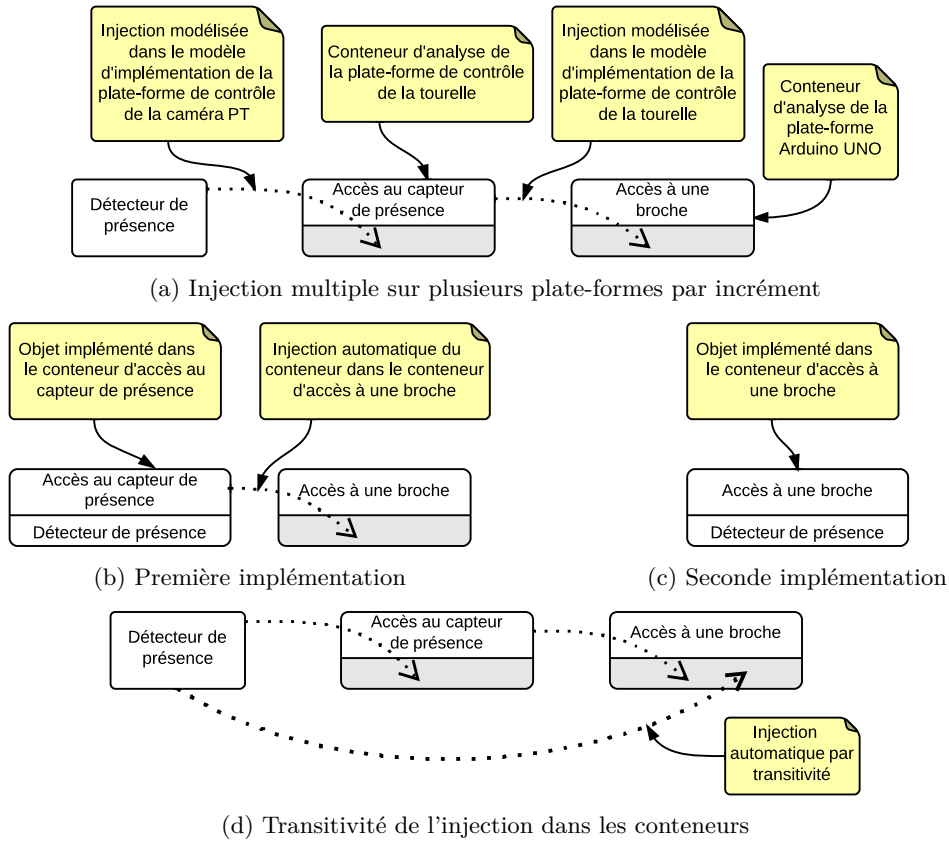 Injection modélisée
dans le modèle
d'implémentation de la
plate-forme de contrôle
de la caméra PT
Conteneur d'analyse de
la plate-forme de contrôle
de la tourelle
Injection modélisée
dans le modèle
d'implémentation de la
plate-forme de contrôle
de la tourelle
Conteneur
d'analyse de la
plate-forme
Arduino UNO
Détecteur de
présence
Accès au capteur
de présence
Accès à une
broche
(a) Injection multiple sur plusieurs plate-formes par incrément
Objet implémenté dans
le conteneur d'accès au
capteur de présence
Injection automatique du
conteneur dans le conteneur
d'accès à une broche
Objet implémenté dans
le conteneur d'accès à
une broche
Accès au capteur de
présence
Détecteur de présence
Accès à une broche
Accès à une broche
Détecteur de présence
(b) Première implémentation
(c) Seconde implémentation
Détecteur de
présence
Accès au capteur
de présence
Accès à une broche
Injection
automatique par
transitivité
(d) Transitivité de l'injection dans les conteneurs